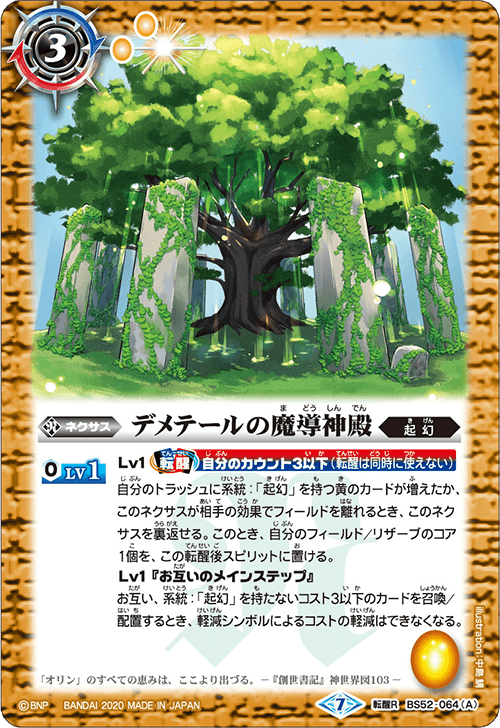 3
ネクサス デメテールの魔導神殿 起幻
ま どう しん でん
き げん
0 LV1
Lv1 転醒 自分のカウント3以下(転醒は同時に使えない)
自分のトラッシュに系統:「起幻」を持つ黄のカードが増えたか、
このネクサスが相手の効果でフィールドを離れるとき、このネク
サスを裏返せる。このとき、自分のフィールド/リザーブのコア
1個を、この転醒後スピリットに置ける。
Lv1『お互いのメインステップ』
お互い、系統:「起幻」を持たないコスト3以下のカードを召喚/
配置するとき、軽減シンボルによるコストの軽減はできなくなる。
「オリン」のすべての恵みは、ここより出づる。―『創世書記』神世界図103―
illustration:中島鯛
©BNP BANDAI 2020 MADE IN JAPAN 7 転醒R BS52-064(A)